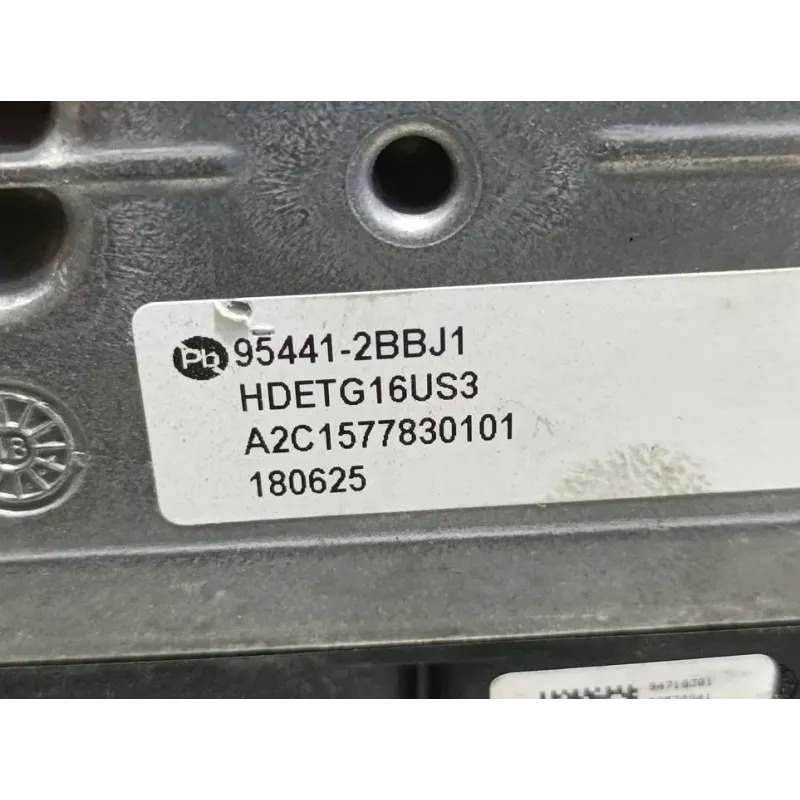 Pb 95441-2BBJ1
HDETG16US3
A2C1577830101
180625